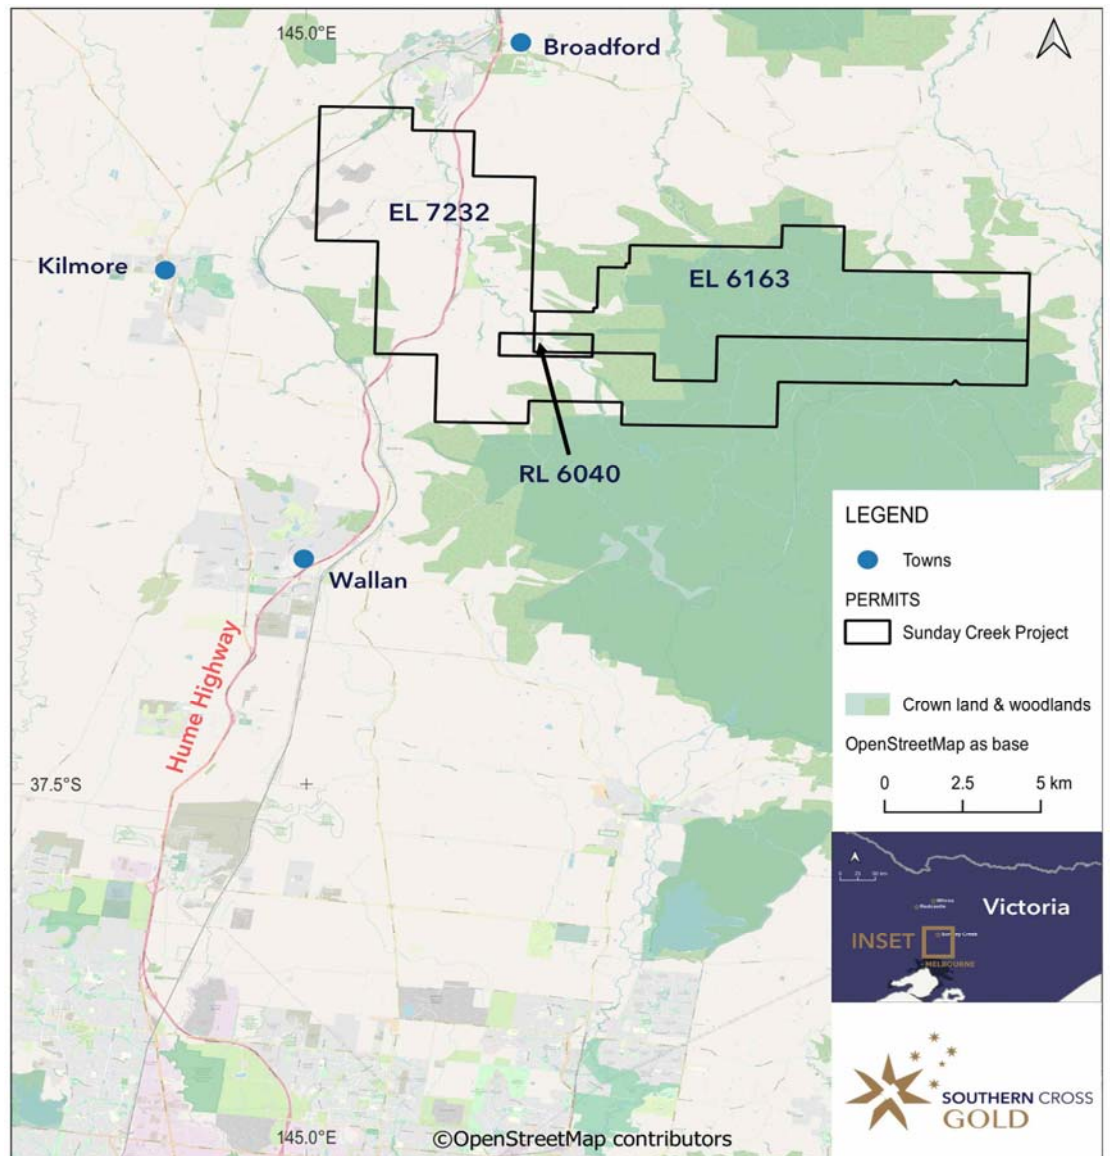 145.0°E
Broadford
EL 7232
Kilmore
EL 6163
RL 6040
Wallan
Hume Highway
37.5°S
145.0°E
©OpenStreetMap contributors
LEGEND
Towns
PERMITS
Sunday Creek Project
Crown land & woodlands
OpenStreetMap as base
0 2.5 5 km
Victoria
INSET
MELBOURNE
SOUTHERN CROSS
GOLD